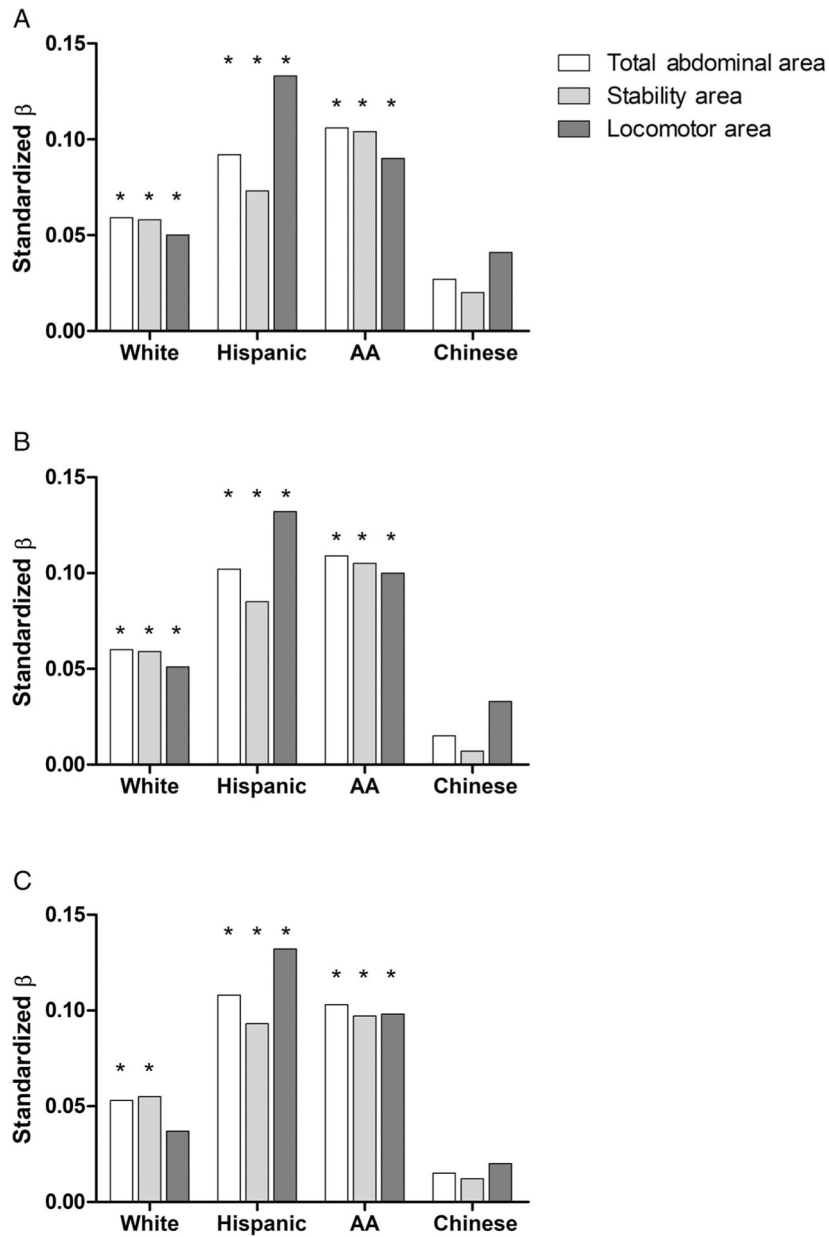 A
Total abdominal area
Stability area
Locomotor area
Standardized β
0.15
* * *
* * *
0.10
* * *
0.05
0.00
White Hispanic AA Chinese
B
Standardized β
0.15
* * *
* * *
0.10
* * *
0.05
0.00
White Hispanic AA Chinese
C
Standardized β
0.15
* * *
* * *
0.10
* *
0.05
0.00
White Hispanic AA Chinese